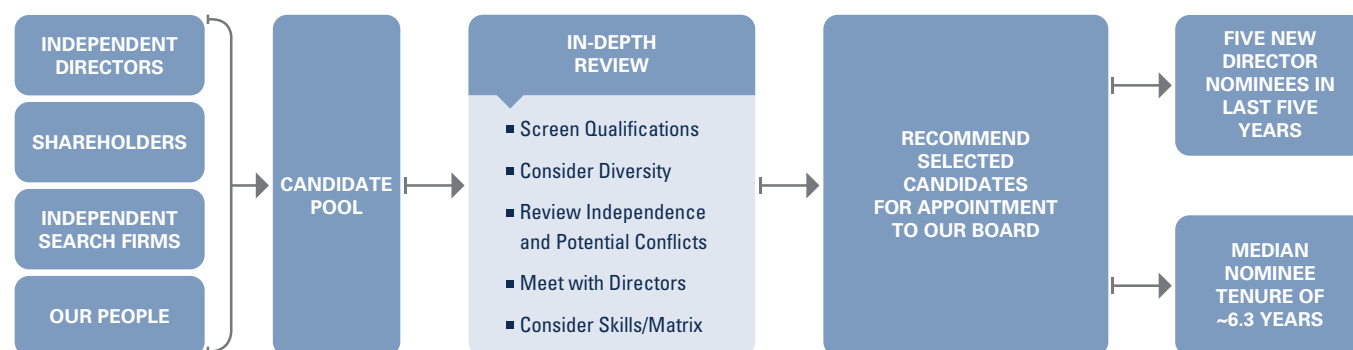 INDEPENDENT
DIRECTORS
SHAREHOLDERS
INDEPENDENT
SEARCH FIRMS
OUR PEOPLE
CANDIDATE
POOL
IN-DEPTH
REVIEW
▪ Screen Qualifications
▪ Consider Diversity
▪ Review Independence
and Potential Conflicts
▪ Meet with Directors
▪ Consider Skills/Matrix
RECOMMEND
SELECTED
CANDIDATES
FOR APPOINTMENT
TO OUR BOARD
FIVE NEW
DIRECTOR
NOMINEES IN
LAST FIVE
YEARS
MEDIAN
NOMINEE
TENURE OF
~6.3 YEARS